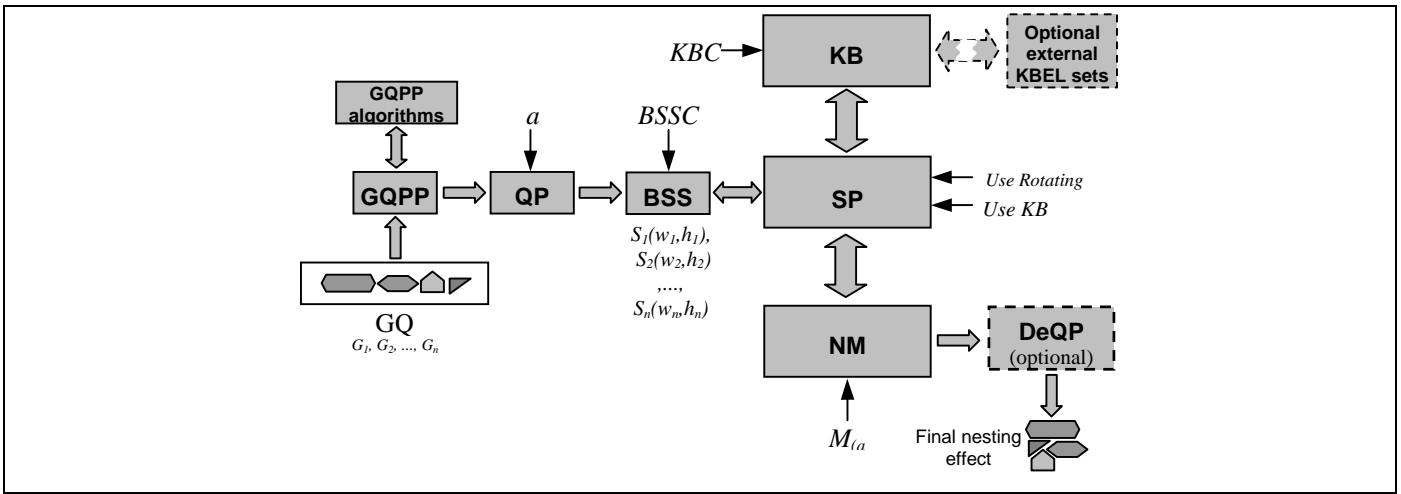 KBC
KB
Optional
external
KBEL sets
GQPP
algorithms
a
BSSC
GQPP
QP
BSS
SP
Use Rotating
Use KB
S1(w1,h1),
S2(w2,h2)
,...,
Sn(wn,hn)
GQ
G1, G2, ..., Gn
NM
DeQP
(optional)
M(a
Final nesting
effect